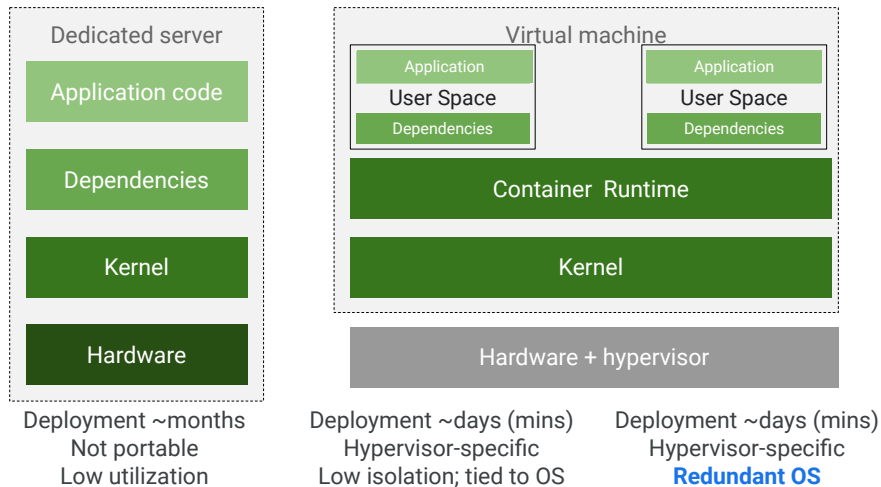 Dedicated server
Application code
Dependencies
Kernel
Hardware
Deployment ~months
Not portable
Low utilization
Virtual machine
Application
User Space
Dependencies
Application
User Space
Dependencies
Container Runtime
Kernel
Hardware + hypervisor
Deployment ~days (mins)
Hypervisor-specific
Low isolation; tied to OS
Deployment ~days (mins)
Hypervisor-specific
Redundant OS